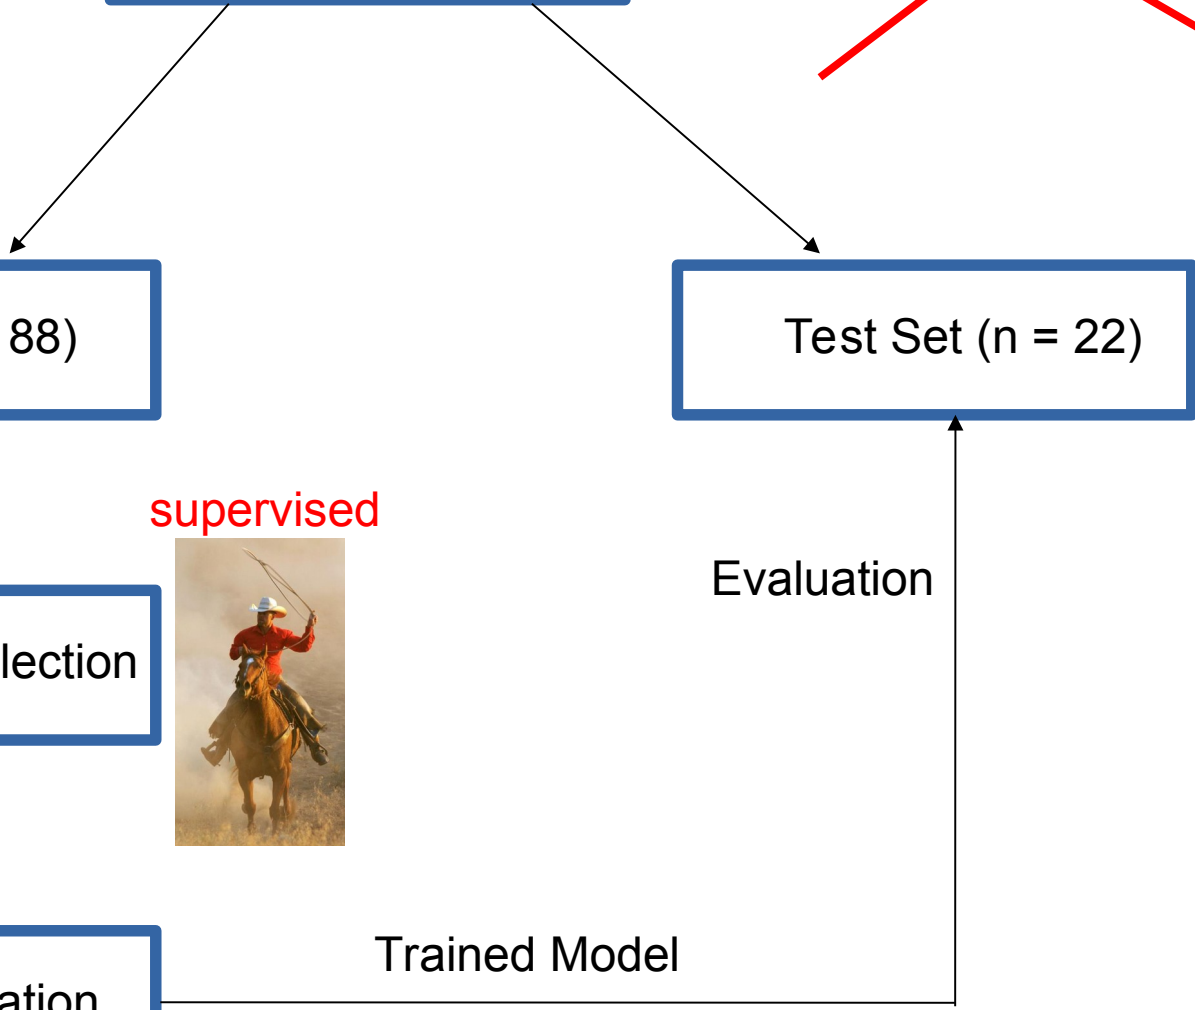 88)
Test Set (n = 22)
supervised
Evaluation
lection
Trained Model
ation